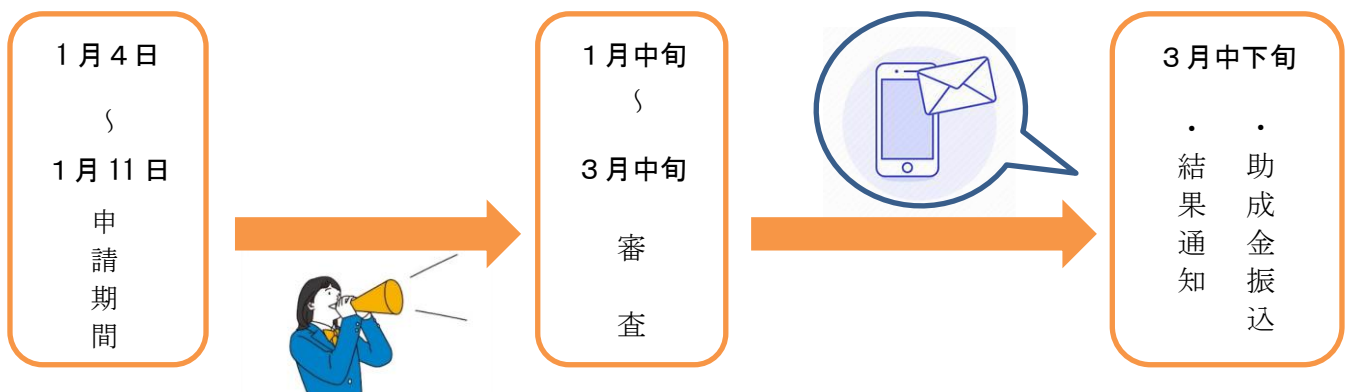 1月4日
～
1月11日
申請期間
1月中旬
～
3月中旬
審査
3月中下旬
・助成金振込
・結果通知